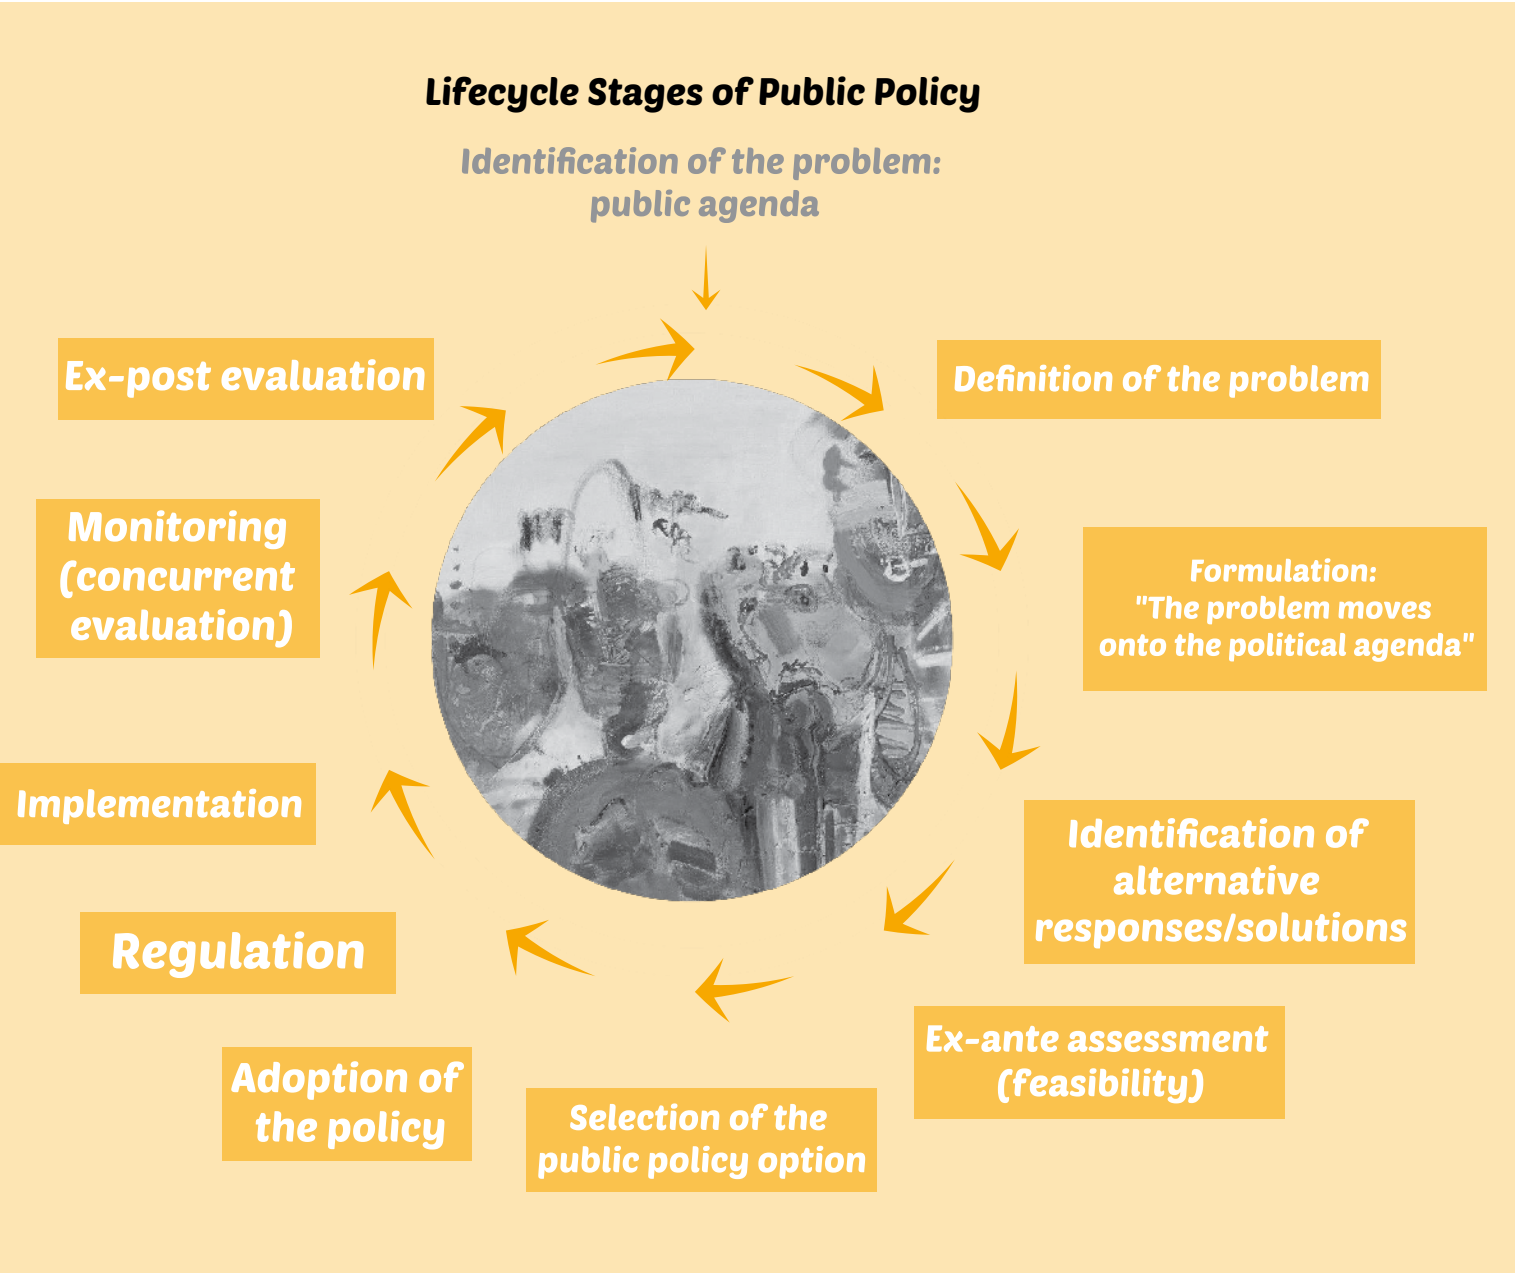 Lifecycle Stages of Public Policy
Identification of the problem:
public agenda
Definition of the problem
Formulation:
"The problem moves
onto the political agenda"
Identification of
alternative
responses/solutions
Ex-ante assessment
(feasibility)
Selection of the
public policy option
Adoption of
the policy
Regulation
Implementation
Monitoring
(concurrent
evaluation)
Ex-post evaluation